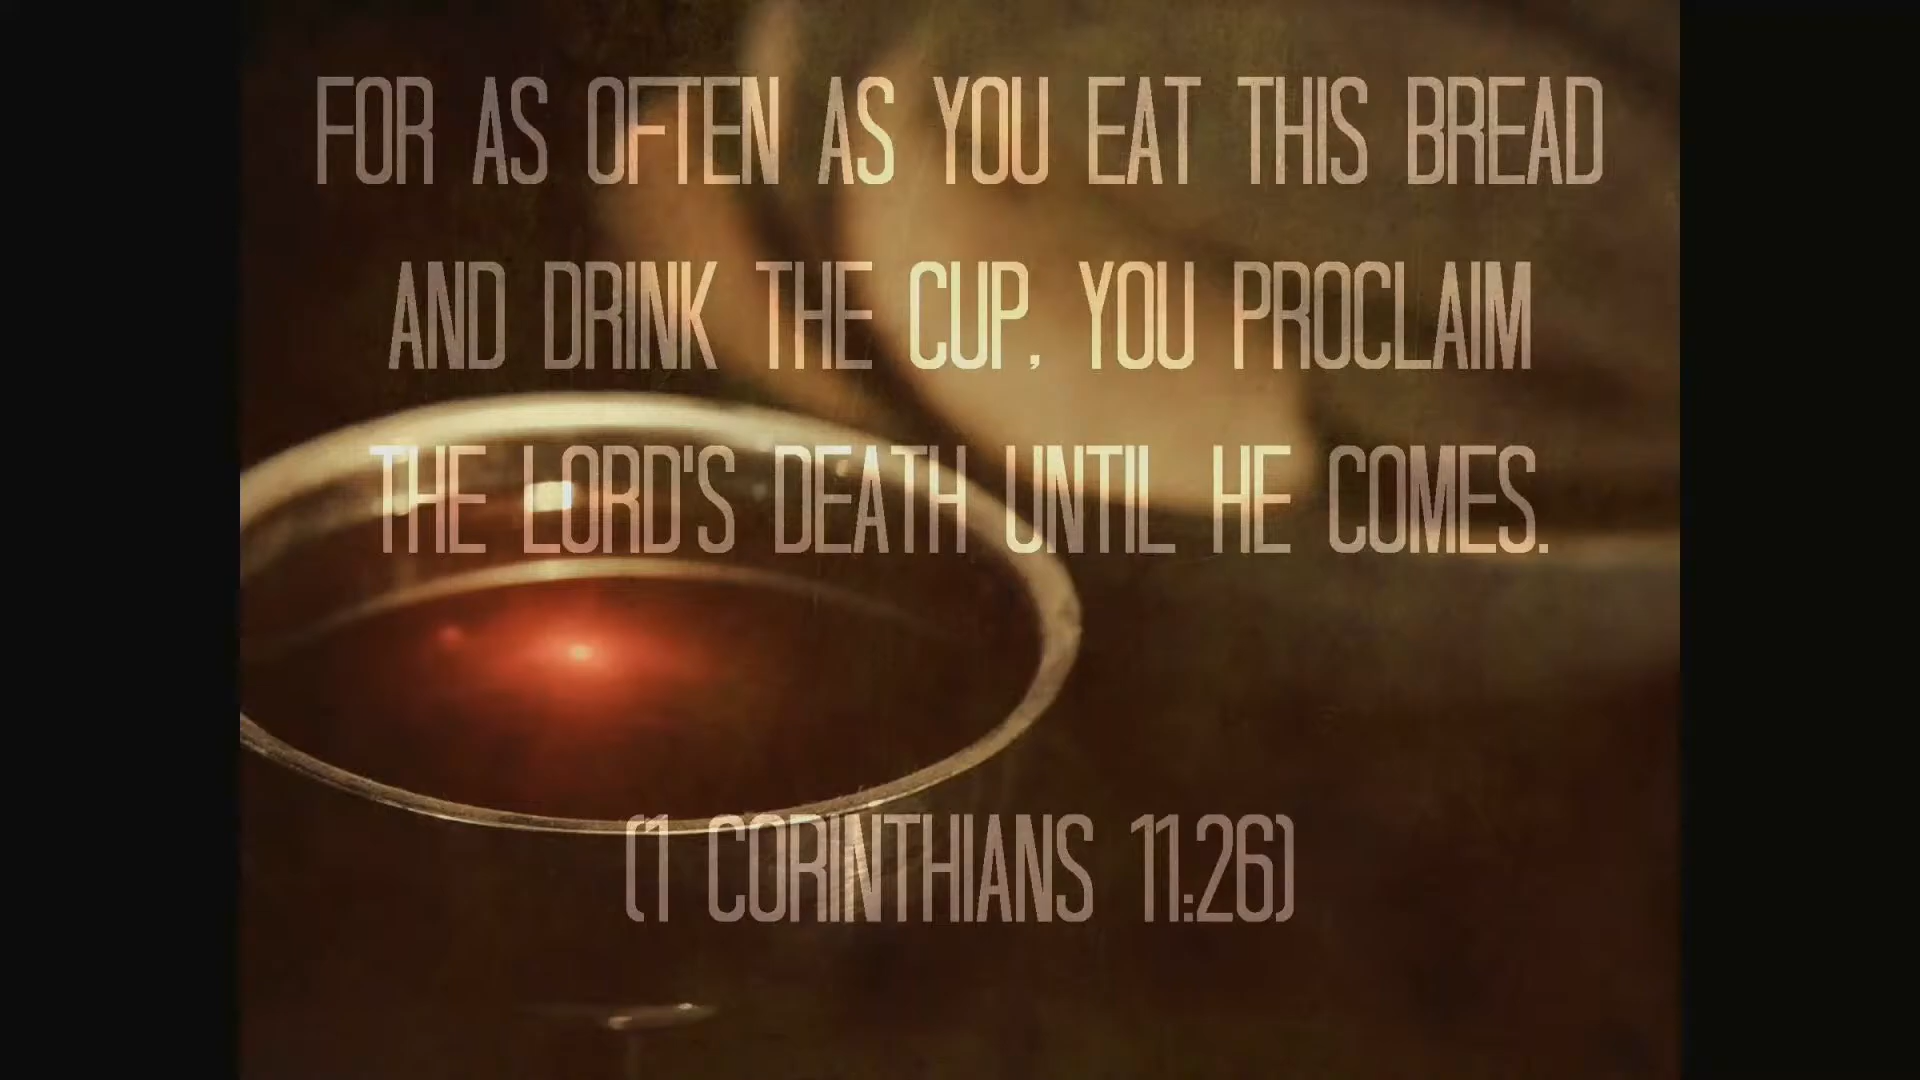 FOR AS OFTEN AS YOU EAT THIS BREAD
AND DRINK THE CUP, YOU PROCLAIM
THE LORD'S DEATH UNTIL HE COMES.
(1 CORINTHIANS 11:26)